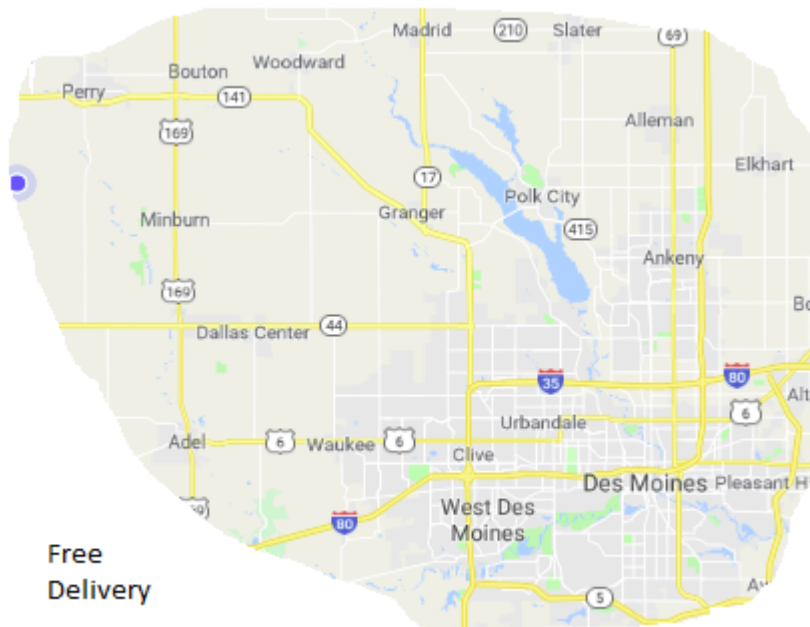 Madrid
210
Slater
69
Woodward
Bouton
Perry
141
169
Alleman
Elkhart
17
Polk City
Minburn
Granger
415
Ankeny
169
44
Dallas Center
35
80
6
Urbandale
Adel
6
Waukee
6
Clive
Des Moines
Pleasant H
West Des
Moines
80
5
Free
Delivery